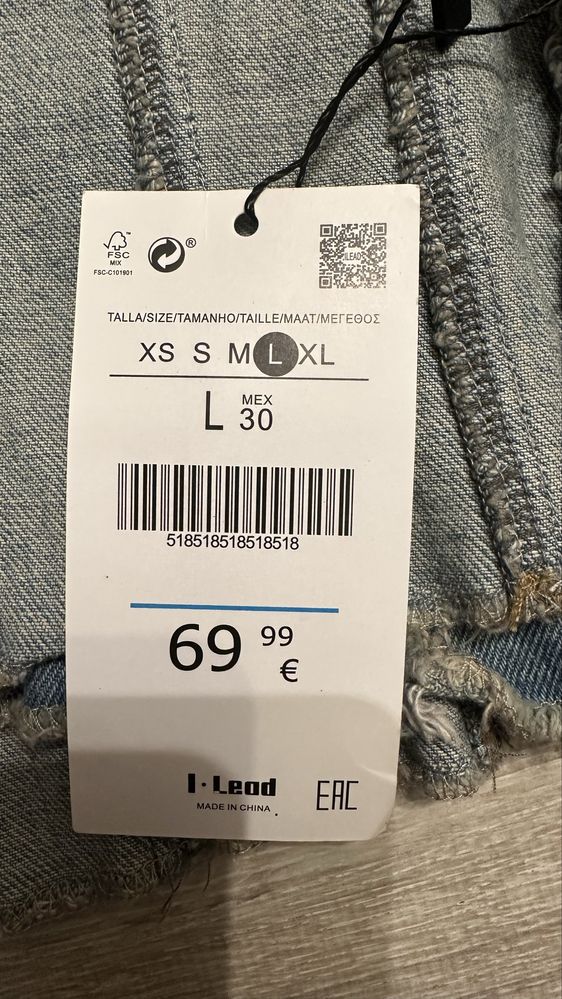 FSC
MIX
FSC-C101901
®
iLEAD
TALLA/SIZE/TAMANHO/TAILLE/MAAT/ΜΕΓΕΘΟΣ
XS S M L XL
L MEX 30
518518518518518
69 99 €
I·Lead
MADE IN CHINA .
EAC